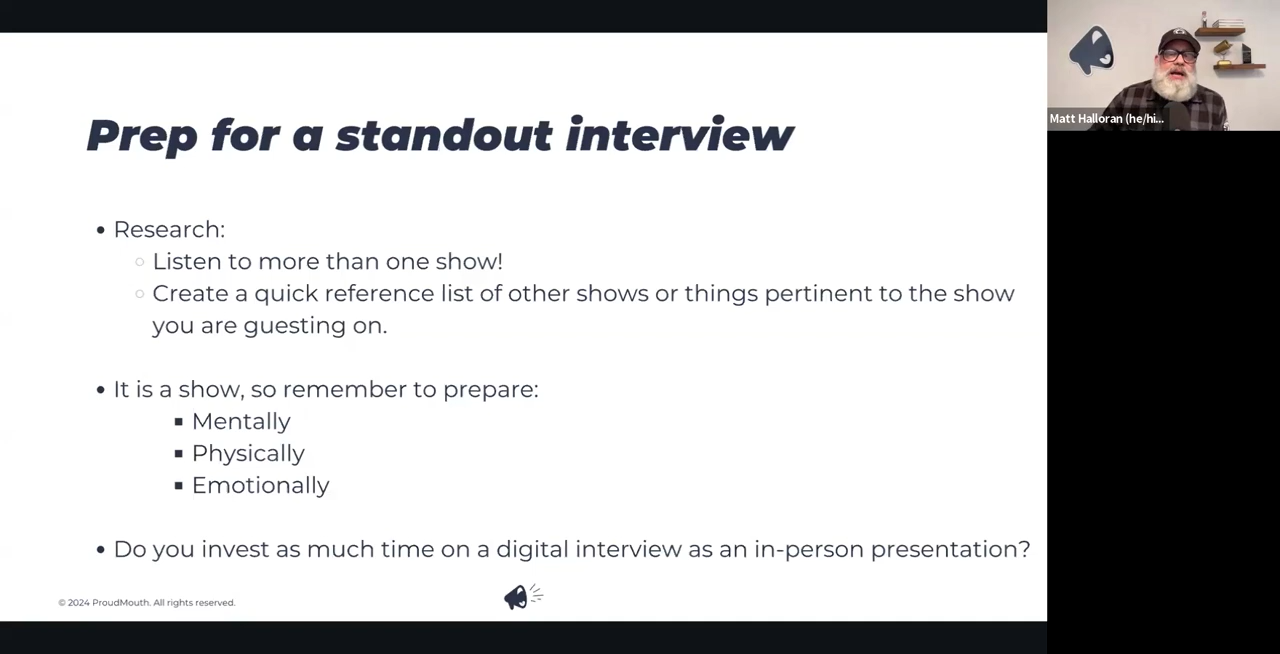 Prep for a standout interview
• Research:
○ Listen to more than one show!
○ Create a quick reference list of other shows or things pertinent to the show
you are guesting on.
• It is a show, so remember to prepare:
▪ Mentally
▪ Physically
▪ Emotionally
• Do you invest as much time on a digital interview as an in-person presentation?
© 2024 ProudMouth. All rights reserved.
Matt Halloran (he/hi...